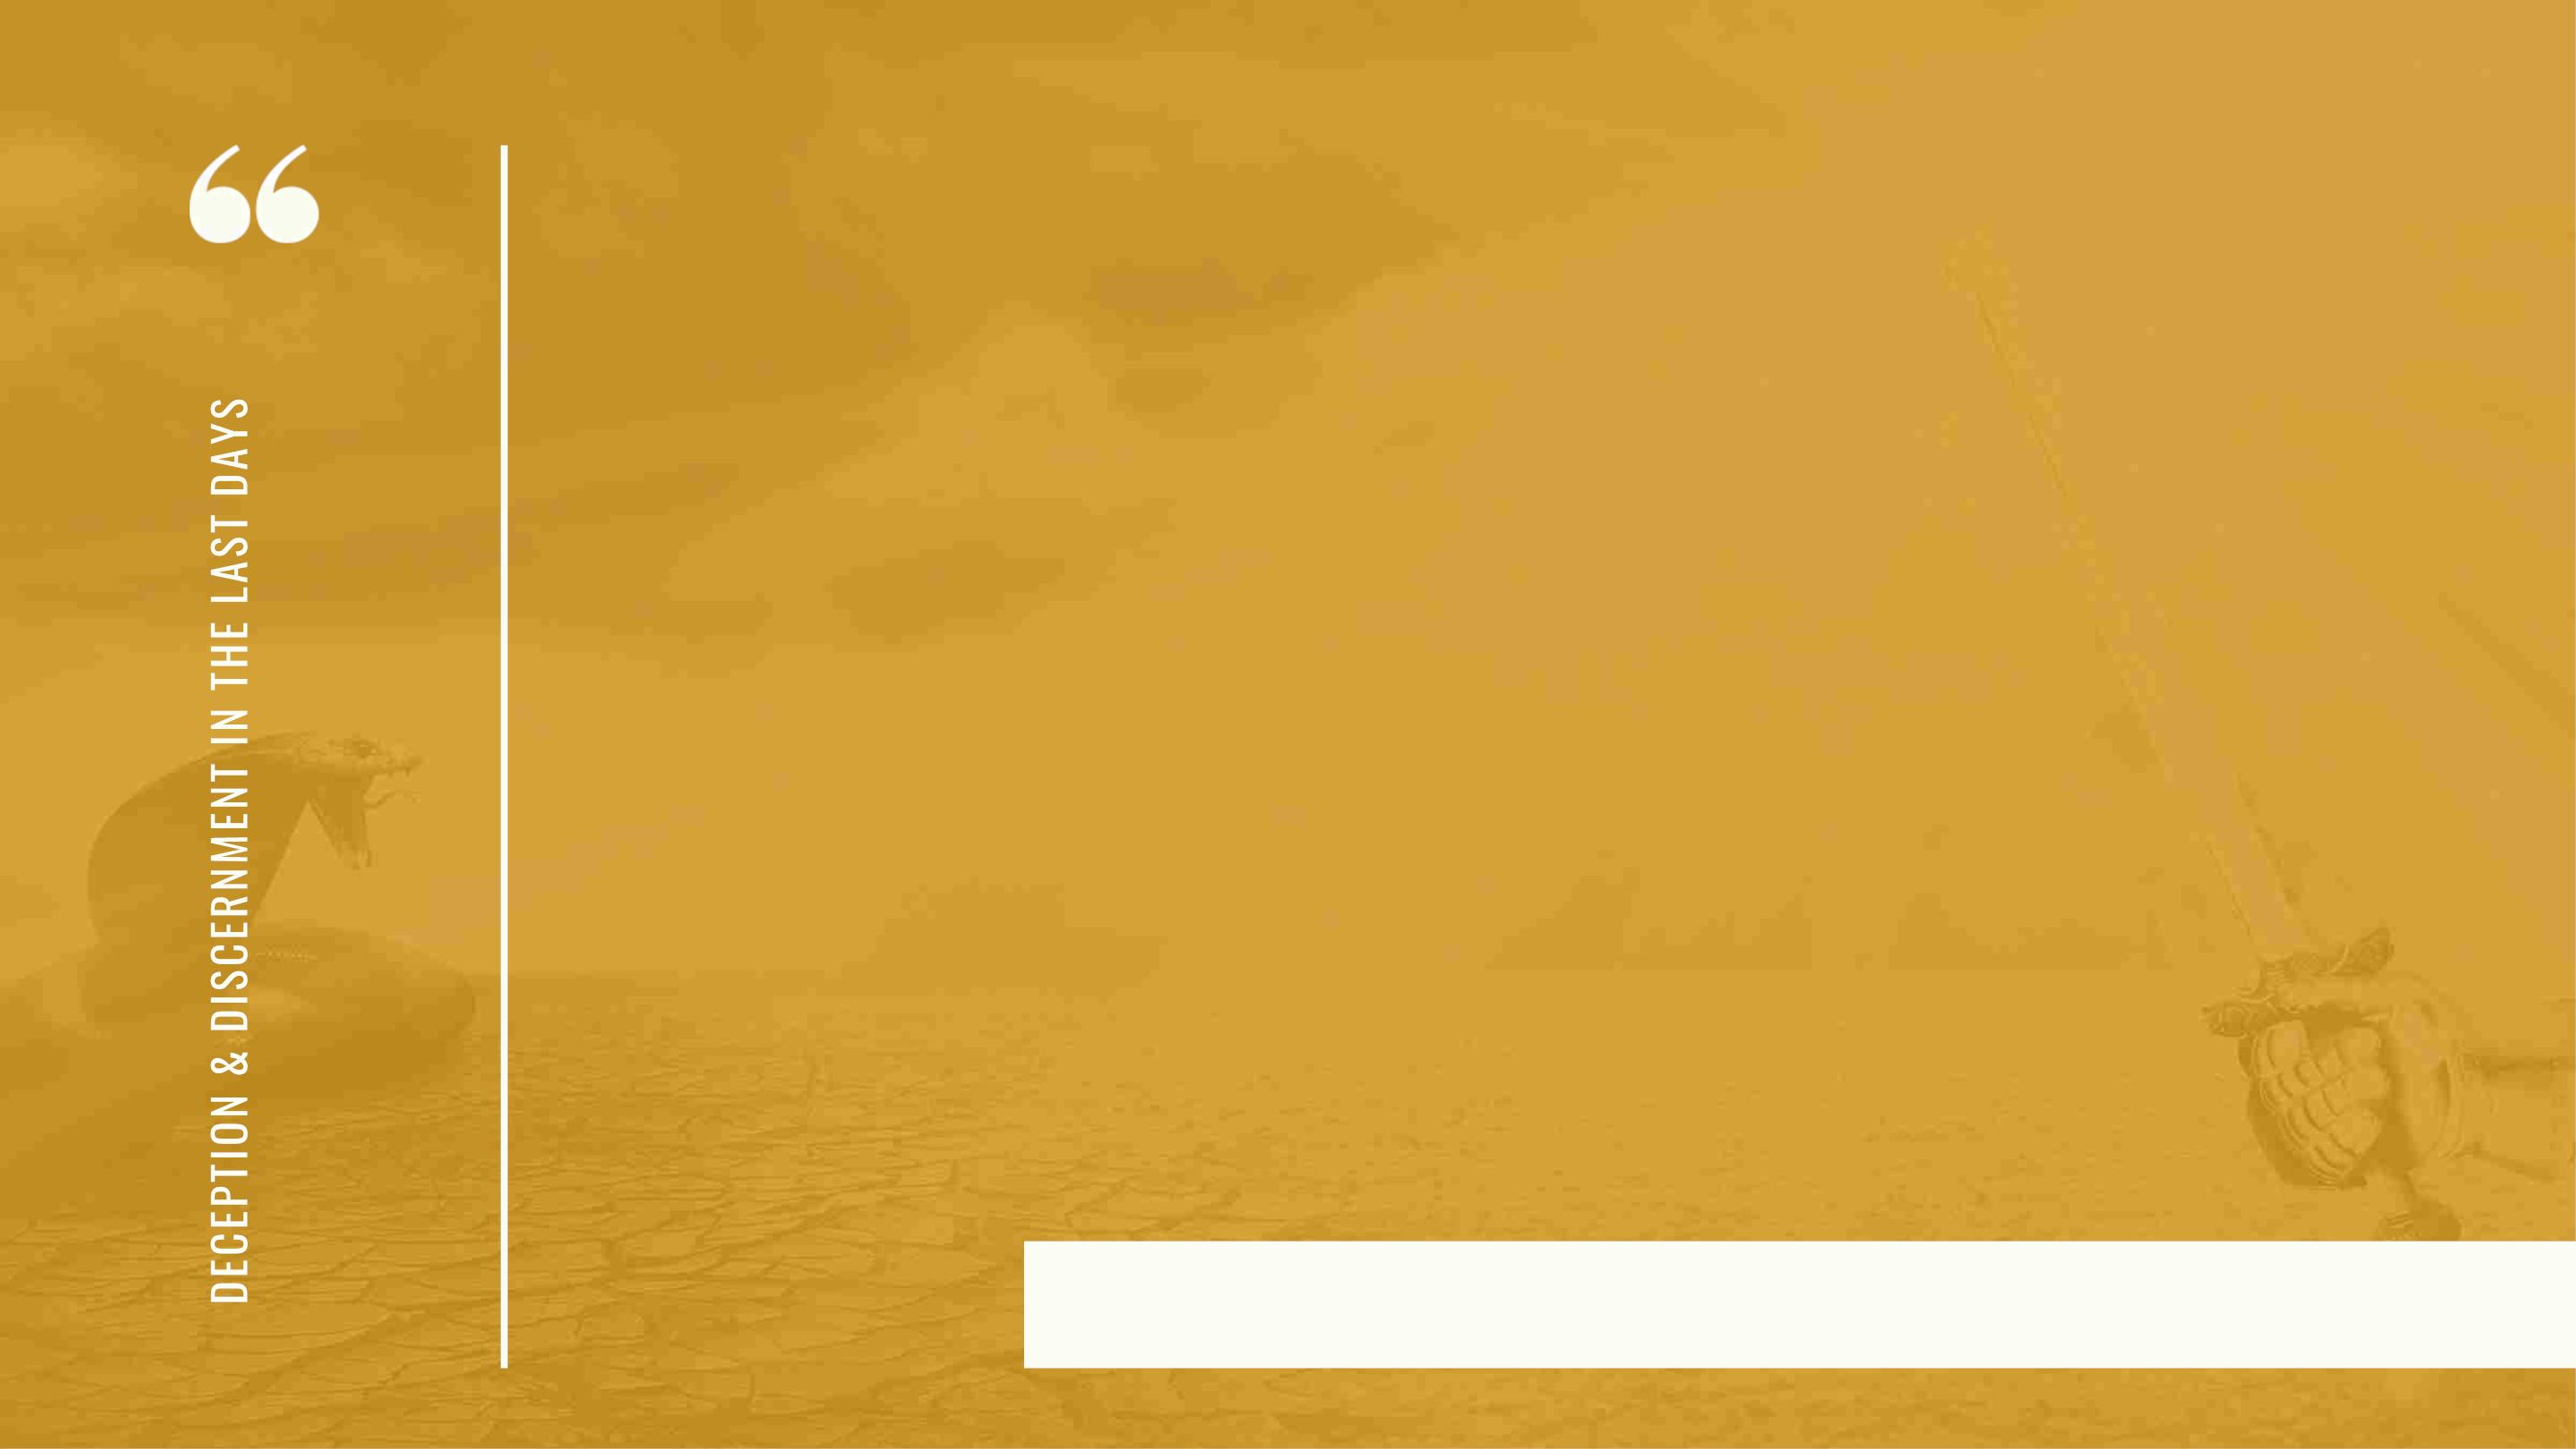 “
DECEPTION & DISCERNMENT IN THE LAST DAYS